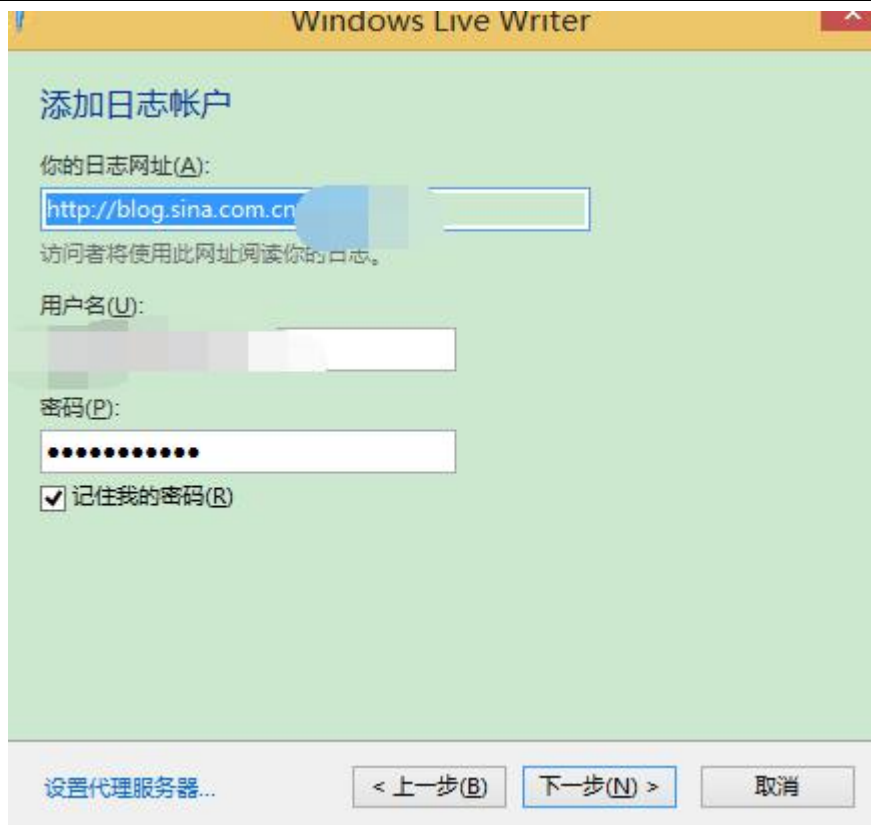 Windows Live Writer
添加日志帐户
你的日志网址(A):
http://blog.sina.com.cn
访问者将使用此网址阅读你的日志。
用户名(U):
密码(P):
•••••••••••
记住我的密码(R)
设置代理服务器...
< 上一步(B) 下一步(N) > 取消